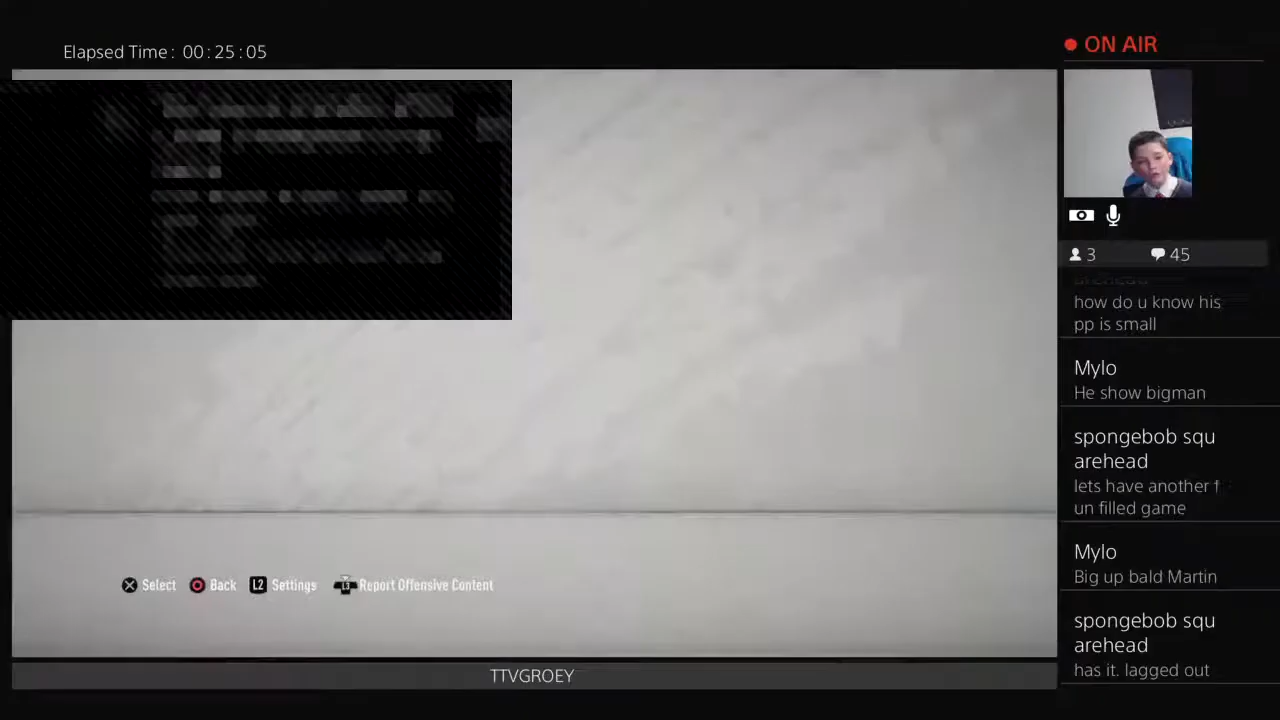 Elapsed Time: 00:25:05
ON AIR
3 45
how do u know his
pp is small
Mylo
He show bigman
spongebob squ
arehead
lets have another f
un filled game
Mylo
Big up bald Martin
spongebob squ
arehead
has it. lagged out
Select Back L2 Settings L3 Report Offensive Content
TTVGROEY